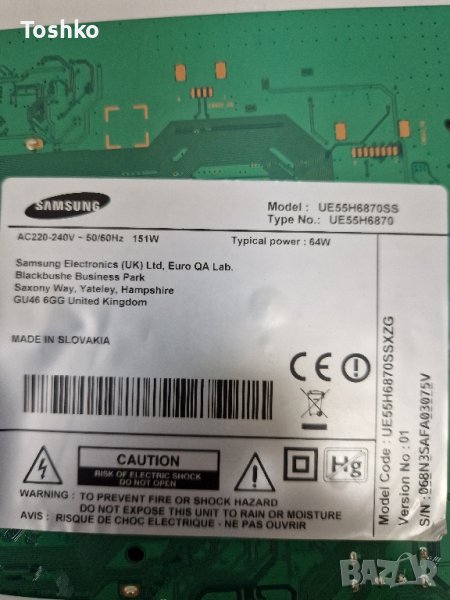 Toshko
SAMSUNG
Model : UE55H6870SS
Type No.: UE55H6870
AC220-240V ~ 50/60Hz 151W
Typical power : 64W
Samsung Electronics (UK) Ltd, Euro QA Lab.
Blackbushe Business Park
Saxony Way, Yateley, Hampshire
GU46 6GG United Kingdom
MADE IN SLOVAKIA
CE
CAUTION
RISK OF ELECTRIC SHOCK
DO NOT OPEN
Hg
WARNING : TO PREVENT FIRE OR SHOCK HAZARD
DO NOT EXPOSE THIS UNIT TO RAIN OR MOISTURE
AVIS : RISQUE DE CHOC ELECTRIQUE - NE PAS OUVRIR
Model Code : UE55H6870SSXZG
Version No : 01
S/N : 068N3SAFA03075V
BAZAR